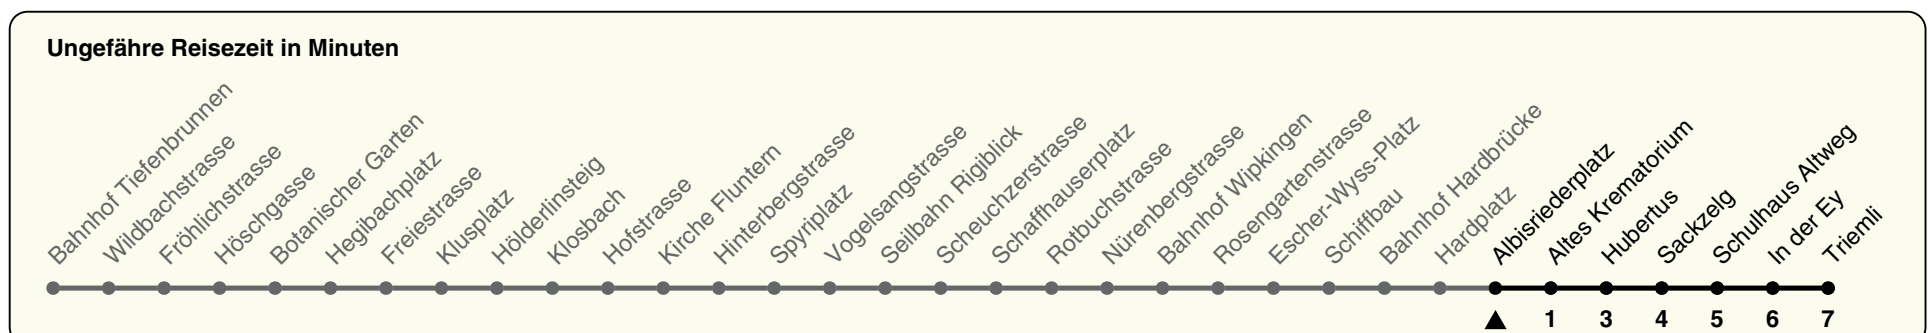 Ungefähre Reisezeit in Minuten
Bahnhof Tiefenbrunnen
Wildbachstrasse
Fröhlichstrasse
Höschgasse
Botanischer Garten
Hegibachplatz
Freiestrasse
Klusplatz
Hölderlinsteig
Klosbach
Hofstrasse
Kirche Fluntern
Hinterbergstrasse
Spyriplatz
Vogelsangstrasse
Seilbahn Rigiblick
Scheuchzerstrasse
Schaffhauserplatz
Rotbuchstrasse
Nürenbergstrasse
Bahnhof Wipkingen
Rosengartenstrasse
Escher-Wyss-Platz
Schiffbau
Bahnhof Hardbrücke
Hardplatz
Albisriederplatz
Altes Krematorium
Hubertus
Sackzelg
Schulhaus Altweg
In der Ey
Triemli
1 3 4 5 6 7